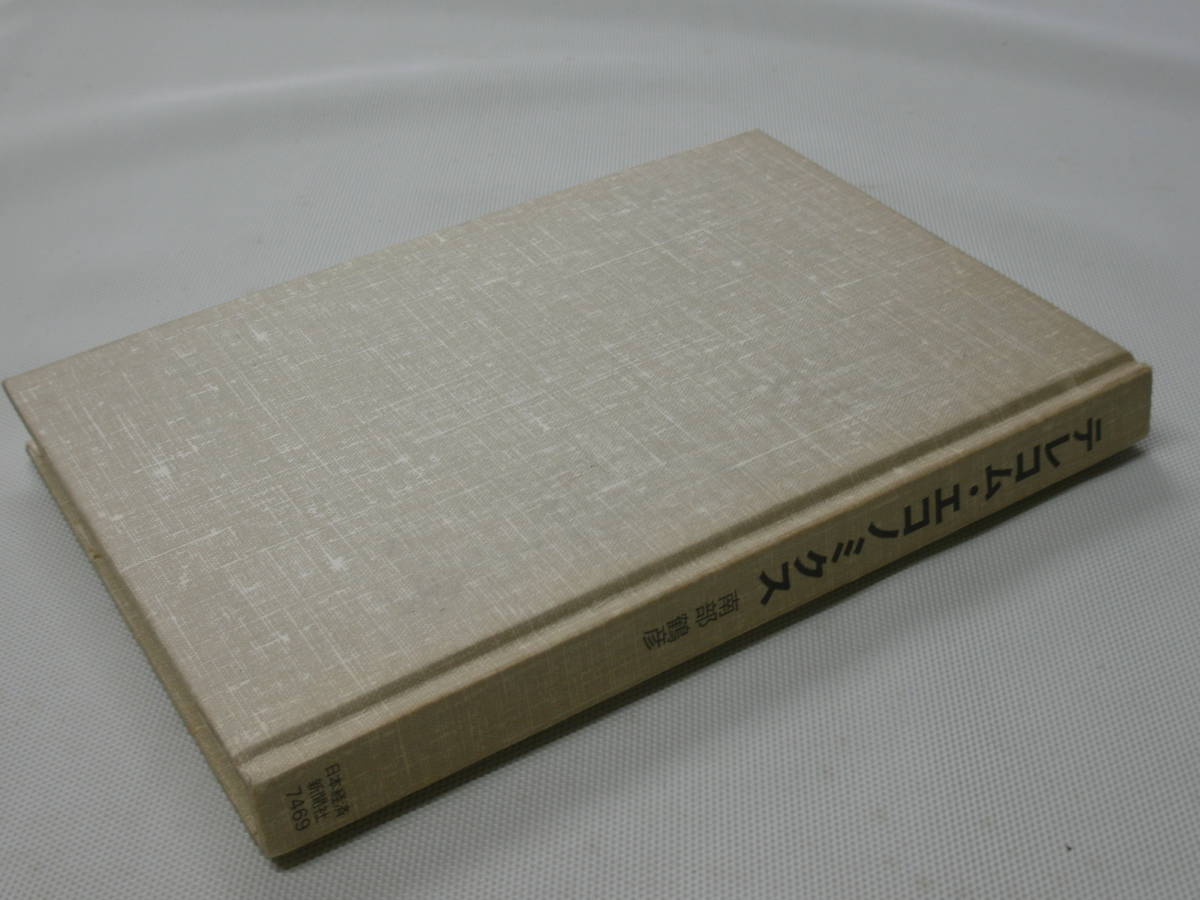 テレコム・エコノミクス
南部 鶴彦
日本経済
新聞社
7469